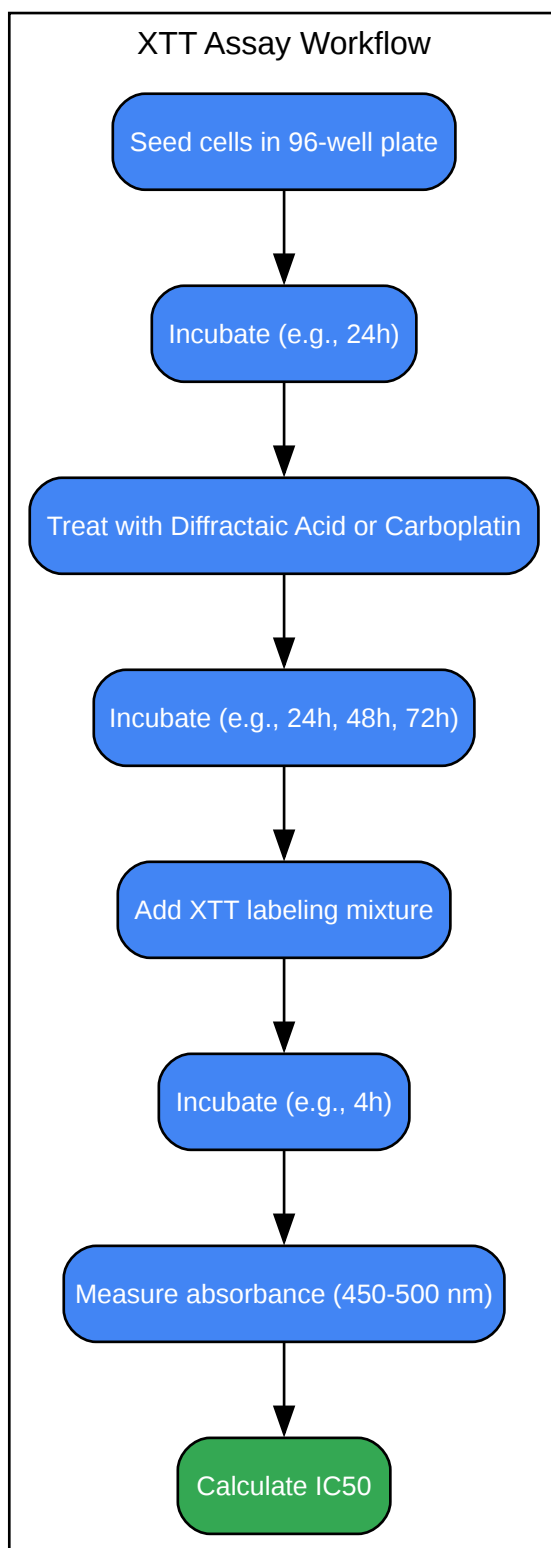 XTT Assay Workflow
Seed cells in 96-well plate
Incubate (e.g., 24h)
Treat with Diffractaic Acid or Carboplatin
Incubate (e.g., 24h, 48h, 72h)
Add XTT labeling mixture
Incubate (e.g., 4h)
Measure absorbance (450-500 nm)
Calculate IC50